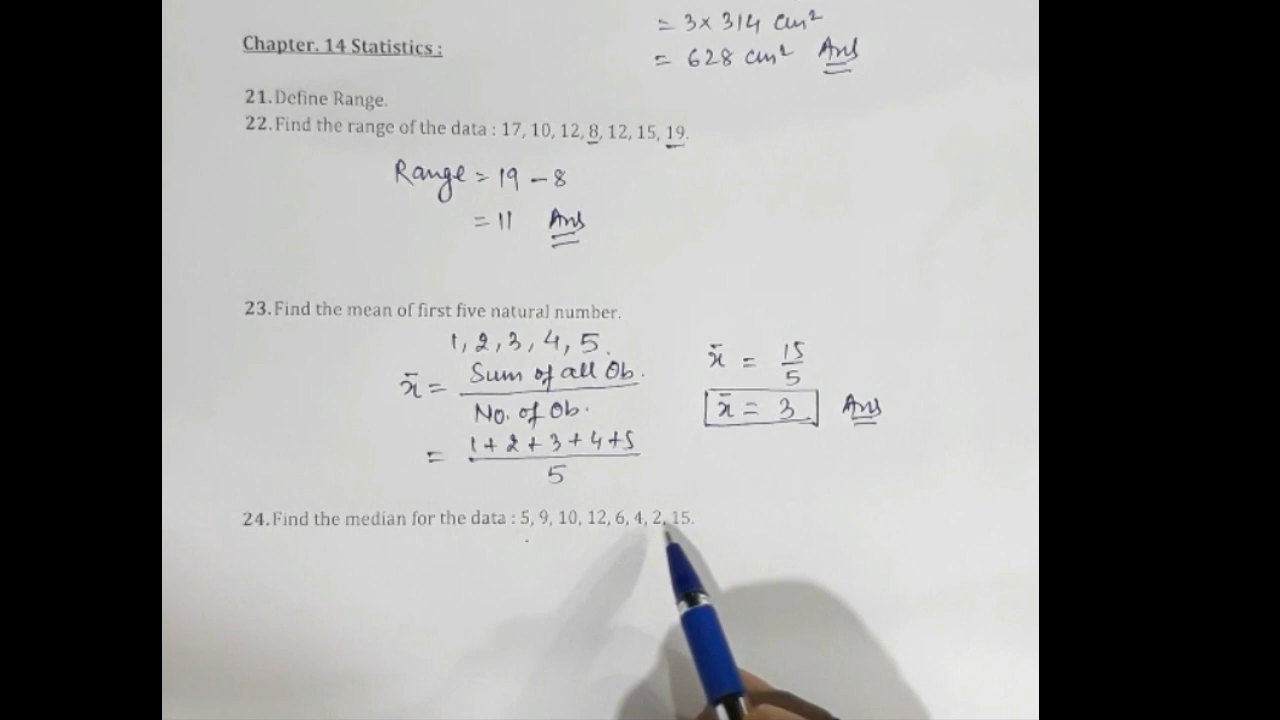 = 3 x 314 cm²
= 628 cm² Ans
Chapter. 14 Statistics :
21. Define Range.
22. Find the range of the data : 17, 10, 12, 8, 12, 15, 19.
Range = 19 - 8
= 11 Ans
23. Find the mean of first five natural number.
1, 2, 3, 4, 5.
x̄ = Sum of all Ob. / No. of Ob.
= 1+2+3+4+5 / 5
x̄ = 15 / 5
x̄ = 3 Ans
24. Find the median for the data : 5, 9, 10, 12, 6, 4, 2, 15.